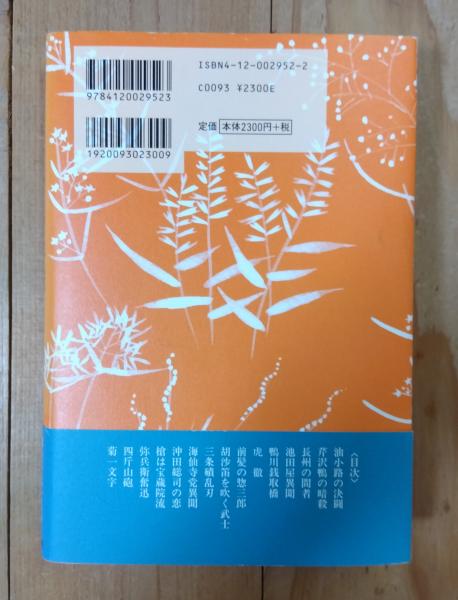 ISBN4-12-002952-2
C0093 ¥2300E
定価 本体2300円+税
9784120029523
1920093023009
〈目次〉
油小路の決闘
芹沢鴨の暗殺
長州の間者
池田屋異聞
鴨川銭取橋
虎徹
前髪の惣三郎
胡沙笛を吹く武士
三条磧乱刃
海仙寺党異聞
沖田総司の恋
槍は宝蔵院流
弥兵衛奮迅
四斤山砲
菊一文字